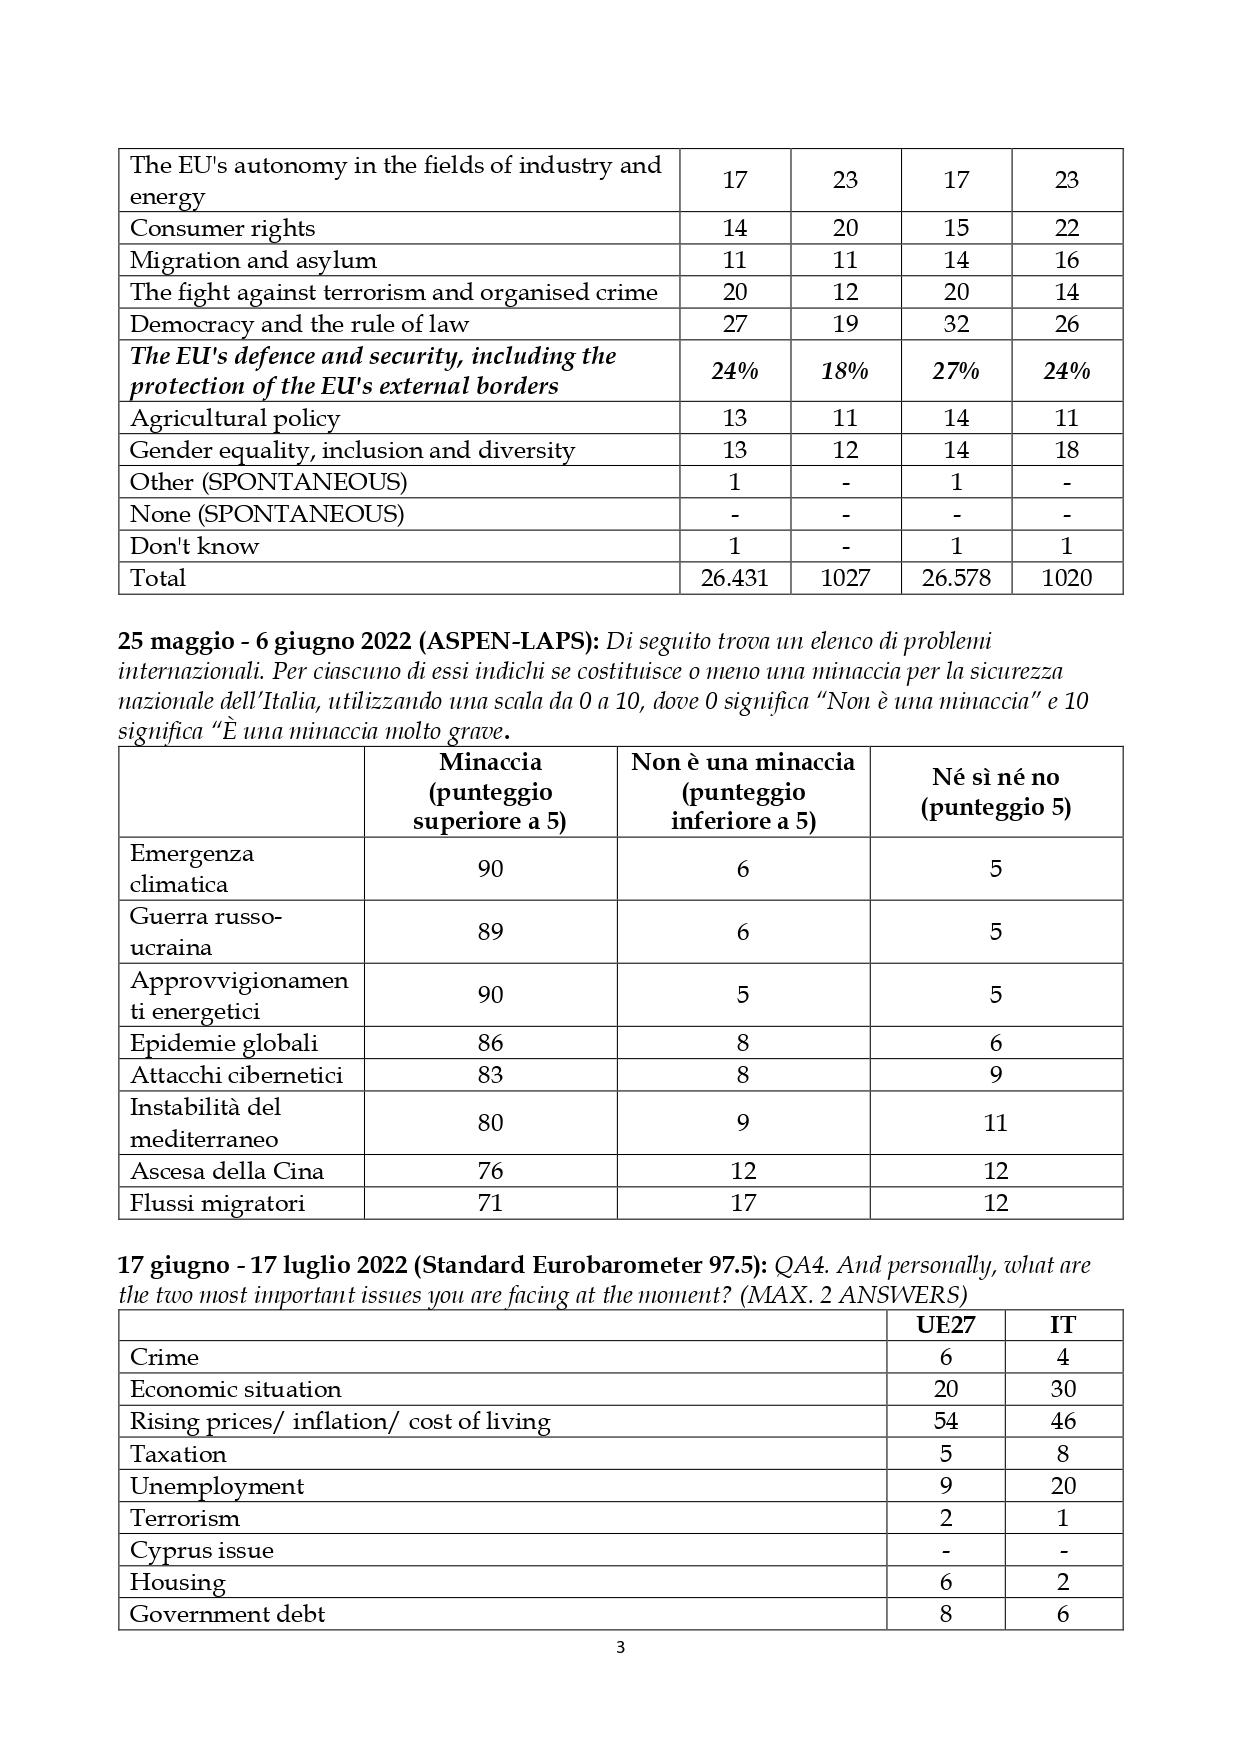 The EU's autonomy in the fields of industry and
energy 17 23 17 23
Consumer rights 14 20 15 22
Migration and asylum 11 11 14 16
The fight against terrorism and organised crime 20 12 20 14
Democracy and the rule of law 27 19 32 26
The EU's defence and security, including the
protection of the EU's external borders 24% 18% 27% 24%
Agricultural policy 13 11 14 11
Gender equality, inclusion and diversity 13 12 14 18
Other (SPONTANEOUS) 1 - 1 -
None (SPONTANEOUS) - - - -
Don't know 1 - 1 1
Total 26.431 1027 26.578 1020
25 maggio - 6 giugno 2022 (ASPEN-LAPS): Di seguito trova un elenco di problemi
internazionali. Per ciascuno di essi indichi se costituisce o meno una minaccia per la sicurezza
nazionale dell’Italia, utilizzando una scala da 0 a 10, dove 0 significa “Non è una minaccia” e 10
significa “È una minaccia molto grave.
Minaccia
(punteggio
superiore a 5)
Non è una minaccia
(punteggio
inferiore a 5)
Né sì né no
(punteggio 5)
Emergenza
climatica 90 6 5
Guerra russo-
ucraina 89 6 5
Approvvigionamen
ti energetici 90 5 5
Epidemie globali 86 8 6
Attacchi cibernetici 83 8 9
Instabilità del
mediterraneo 80 9 11
Ascesa della Cina 76 12 12
Flussi migratori 71 17 12
17 giugno - 17 luglio 2022 (Standard Eurobarometer 97.5): QA4. And personally, what are
the two most important issues you are facing at the moment? (MAX. 2 ANSWERS)
UE27 IT
Crime 6 4
Economic situation 20 30
Rising prices/ inflation/ cost of living 54 46
Taxation 5 8
Unemployment 9 20
Terrorism 2 1
Cyprus issue - -
Housing 6 2
Government debt 8 6
3